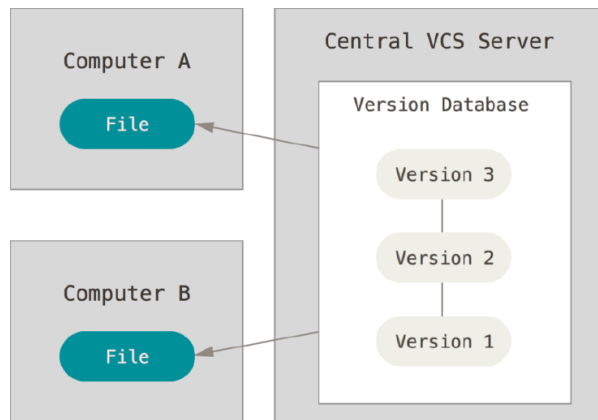 Computer A
File
Computer B
File
Central VCS Server
Version Database
Version 3
Version 2
Version 1